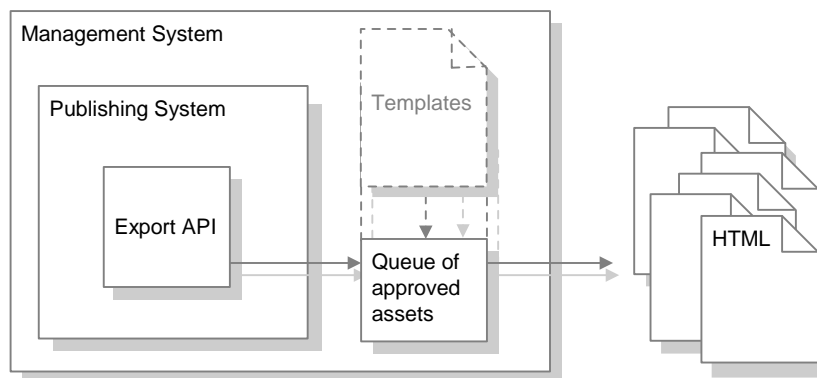 Management System
Templates
Publishing System
Export API
Queue of
approved
assets
HTML